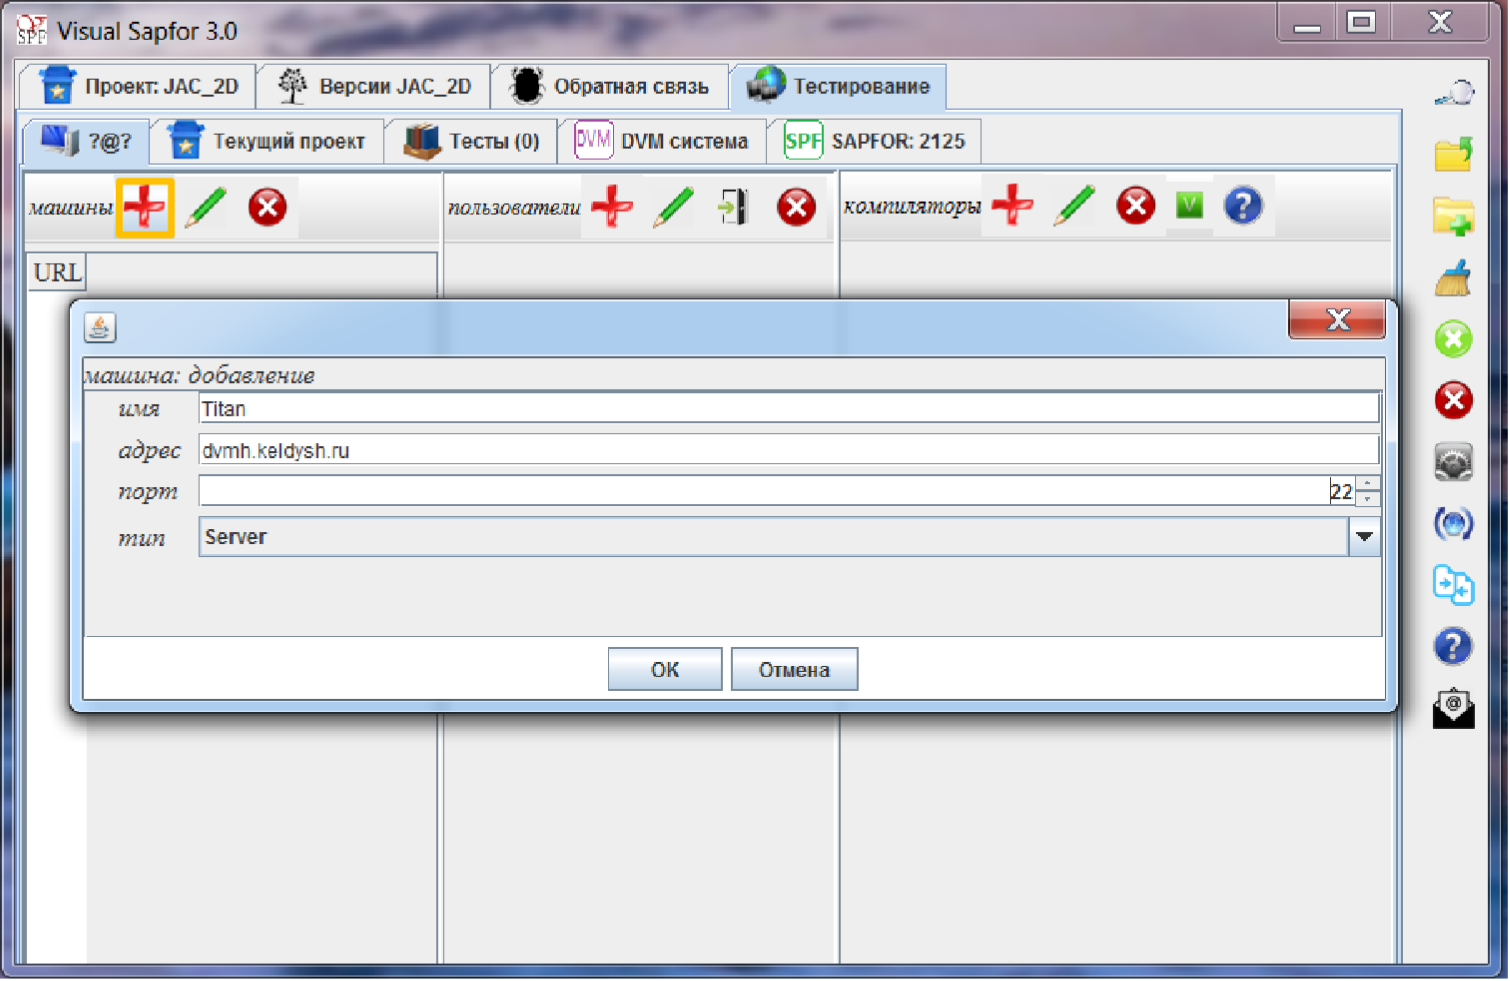 Visual Sapfor 3.0
Проект: JAC_2D
Версии JAC_2D
Обратная связь
Тестирование
?@?
Текущий проект
Тесты (0)
DVM
DVM система
SPF
SAPFOR: 2125
машины
пользователи
компиляторы
V
?
URL
машина: добавление
имя
Titan
адрес
dvmh.keldysh.ru
порт
22
тип
Server
OK
Отмена
?
@